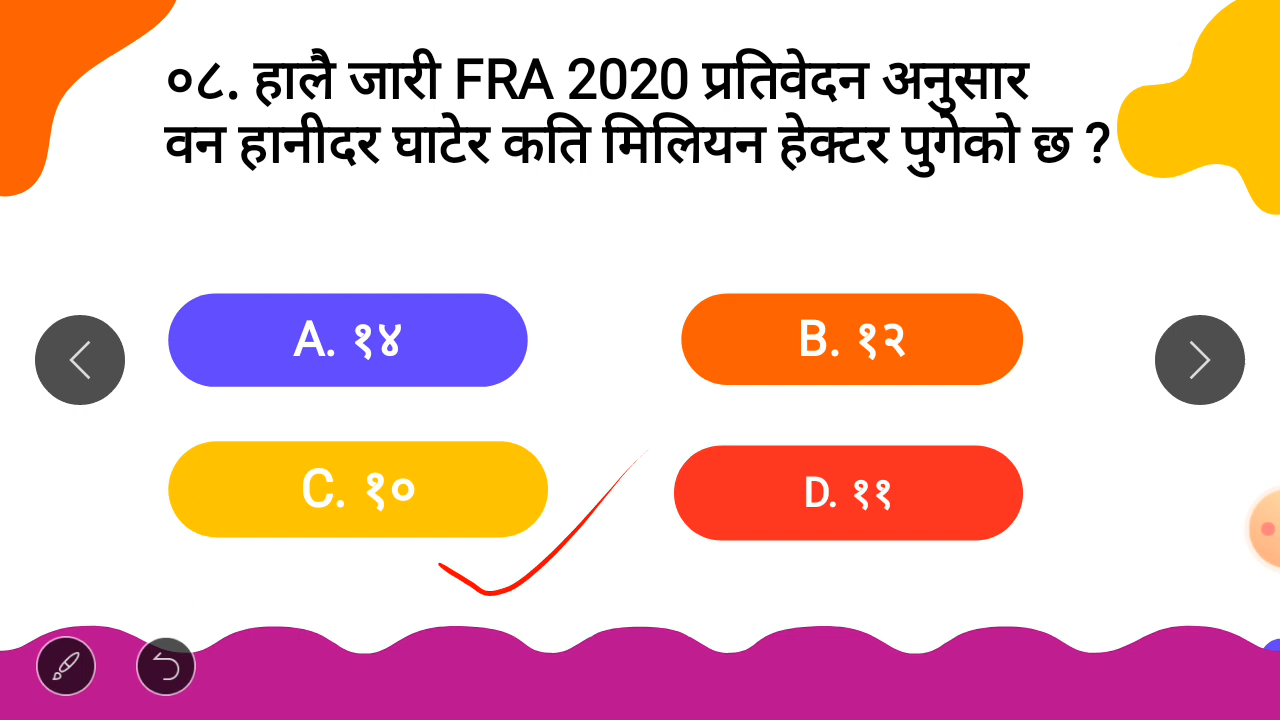 ०८. हालै जारी FRA 2020 प्रतिवेदन अनुसार
वन हानीदर घाटेर कति मिलियन हेक्टर पुगेको छ ?
A. १४
B. १२
C. १०
D. ११